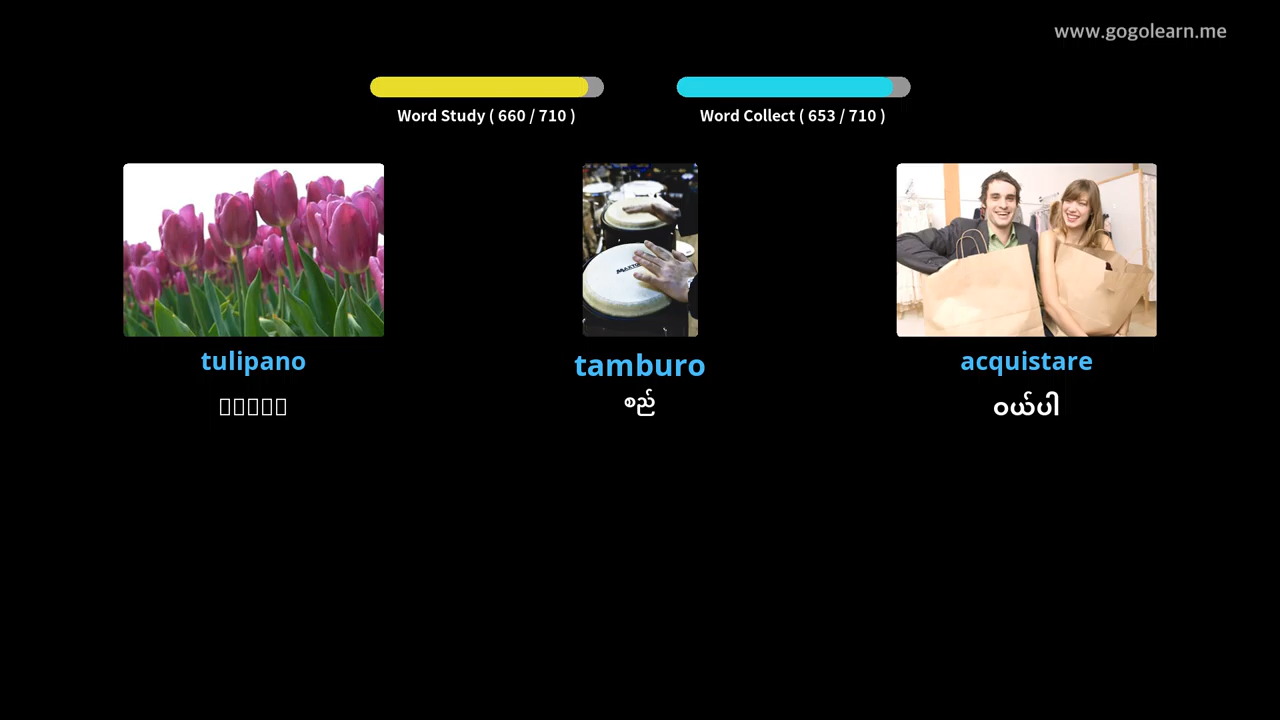 www.gogolearn.me
Word Study ( 660 / 710 )
Word Collect ( 653 / 710 )
tulipano
tamburo
acquistare
စည်
ဝယ်ပါ